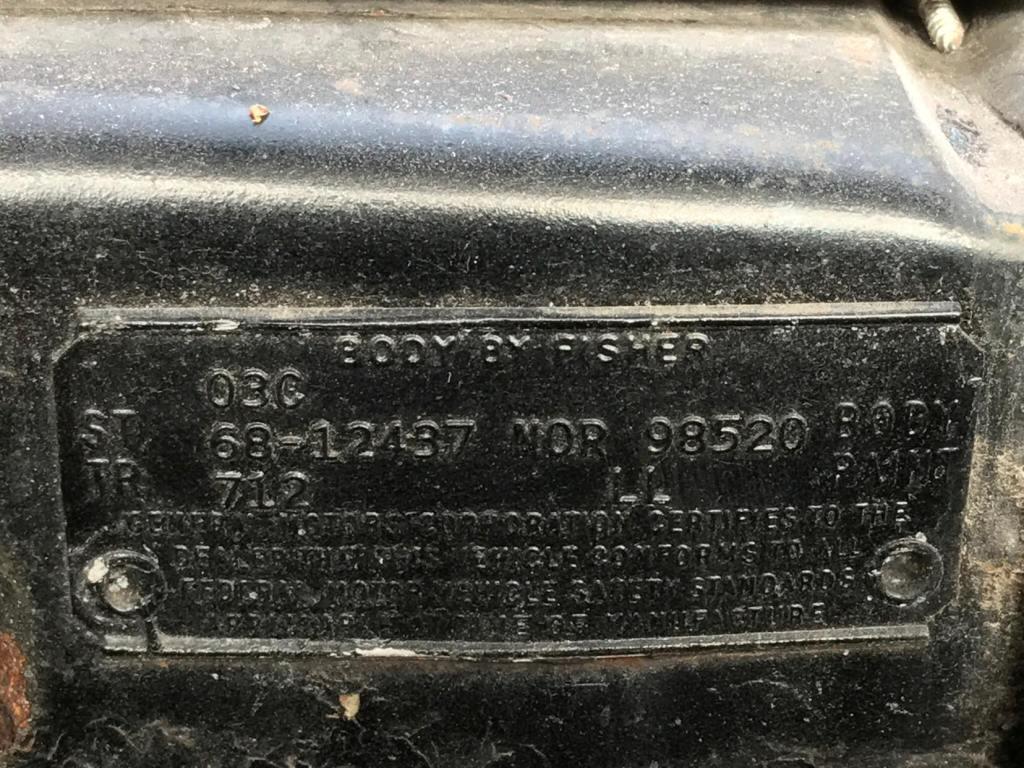 BODY BY FISHER
03C
ST 68-12437 NOR 98520 BODY
TR 712 LL PAINT
GENERAL MOTORS CORPORATION CERTIFIES TO THE
DEALER THAT THIS VEHICLE CONFORMS TO ALL
FEDERAL MOTOR VEHICLE SAFETY STANDARDS
APPLICABLE AT TIME OF MANUFACTURE